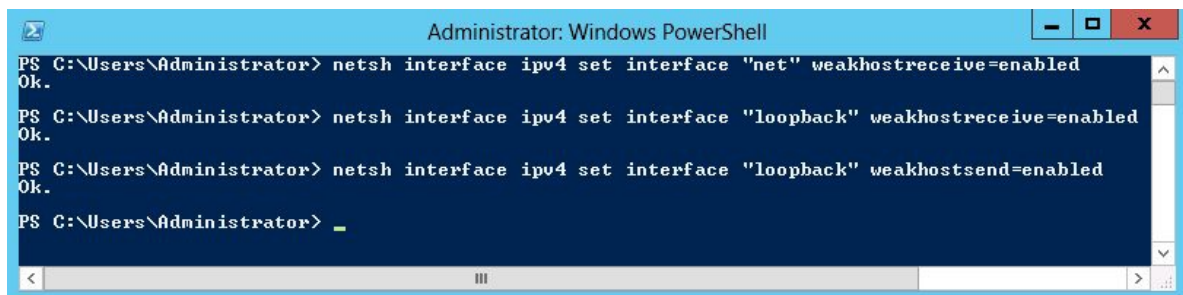 Administrator: Windows PowerShell
PS C:\Users\Administrator> netsh interface ipv4 set interface "net" weakhostreceive=enabled
Ok.
PS C:\Users\Administrator> netsh interface ipv4 set interface "loopback" weakhostreceive=enabled
Ok.
PS C:\Users\Administrator> netsh interface ipv4 set interface "loopback" weakhostsend=enabled
Ok.
PS C:\Users\Administrator> _